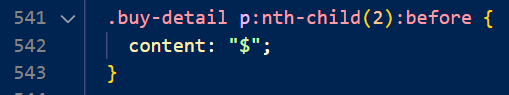 541 .buy-detail p:nth-child(2):before {
542 content: "$";
543 }